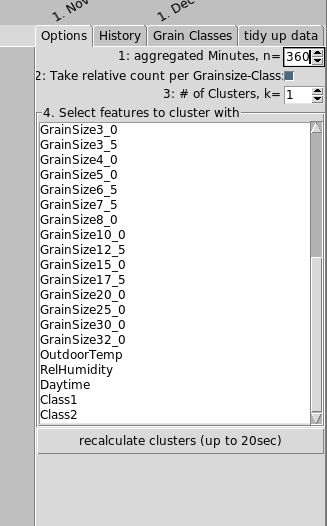 1. Nov
1. Dec
Options History Grain Classes tidy up data
1: aggregated Minutes, n= 360
2: Take relative count per Grainsize-Class:
3: # of Clusters, k= 1
4. Select features to cluster with
GrainSize3_0
GrainSize3_5
GrainSize4_0
GrainSize5_0
GrainSize6_5
GrainSize7_5
GrainSize8_0
GrainSize10_0
GrainSize12_5
GrainSize15_0
GrainSize17_5
GrainSize20_0
GrainSize25_0
GrainSize30_0
GrainSize32_0
OutdoorTemp
RelHumidity
Daytime
Class1
Class2
recalculate clusters (up to 20sec)